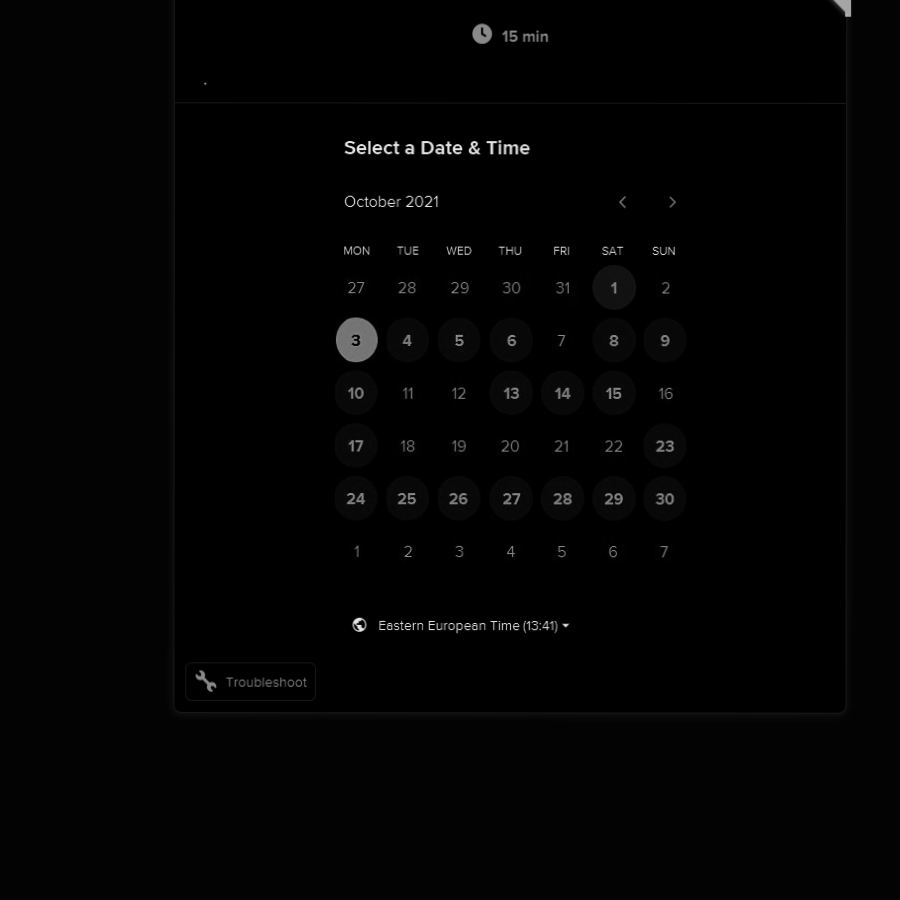 15 min
Select a Date & Time
October 2021
MON TUE WED THU FRI SAT SUN
27 28 29 30 31 1 2
3 4 5 6 7 8 9
10 11 12 13 14 15 16
17 18 19 20 21 22 23
24 25 26 27 28 29 30
1 2 3 4 5 6 7
Eastern European Time (13:41)
Troubleshoot